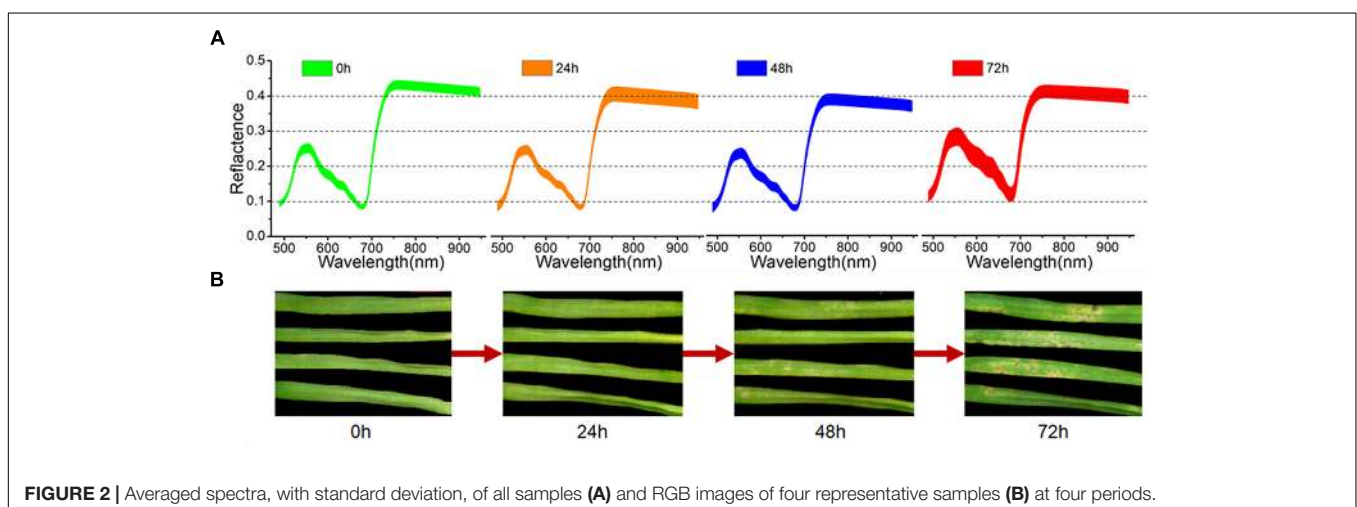 A
0h
24h
48h
72h
0.5
0.4
0.3
0.2
0.1
0.0
Reflactence
500 600 700 800 900
500 600 700 800 900
500 600 700 800 900
500 600 700 800 900
Wavelength(nm)
Wavelength(nm)
Wavelength(nm)
Wavelength(nm)
B
0h
24h
48h
72h
FIGURE 2 | Averaged spectra, with standard deviation, of all samples (A) and RGB images of four representative samples (B) at four periods.